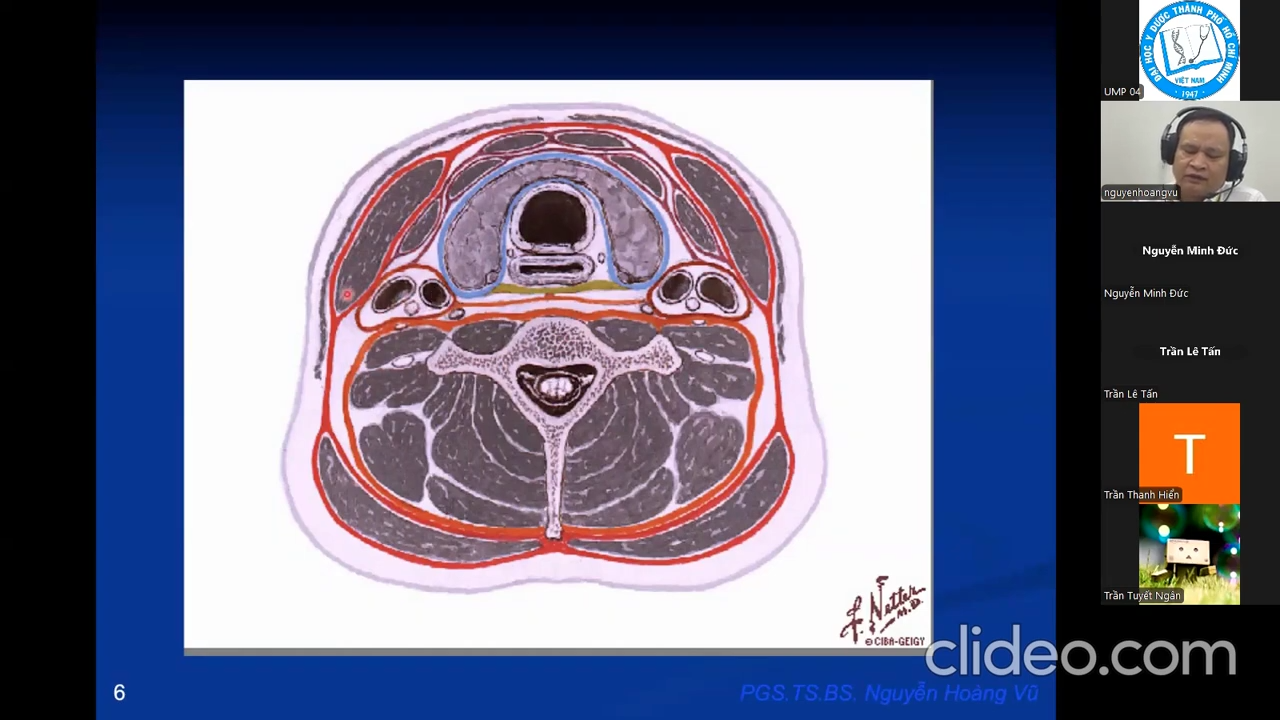 F. Netter
M.D.
© CIBA-GEIGY
6
PGS.TS.BS. Nguyễn Hoàng Vũ
clideo.com
ĐẠI HỌC Y DƯỢC THÀNH PHỐ HỒ CHÍ MINH
VIỆT NAM
1947
UMP 04
nguyenhoangvu
Nguyễn Minh Đức
Nguyễn Minh Đức
Trần Lê Tấn
Trần Lê Tấn
T
Trần Thanh Hiển
Trần Tuyết Ngân